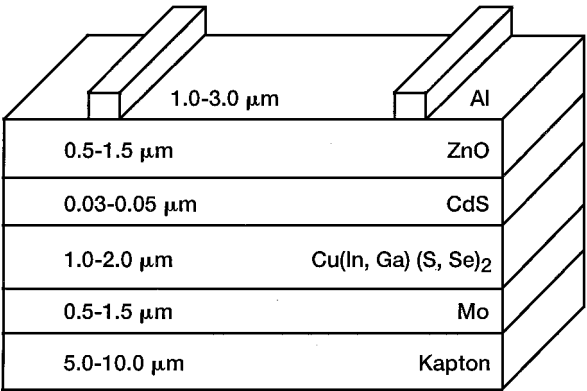 1.0-3.0 μm Al
0.5-1.5 μm ZnO
0.03-0.05 μm CdS
1.0-2.0 μm Cu(In, Ga) (S, Se)₂
0.5-1.5 μm Mo
5.0-10.0 μm Kapton